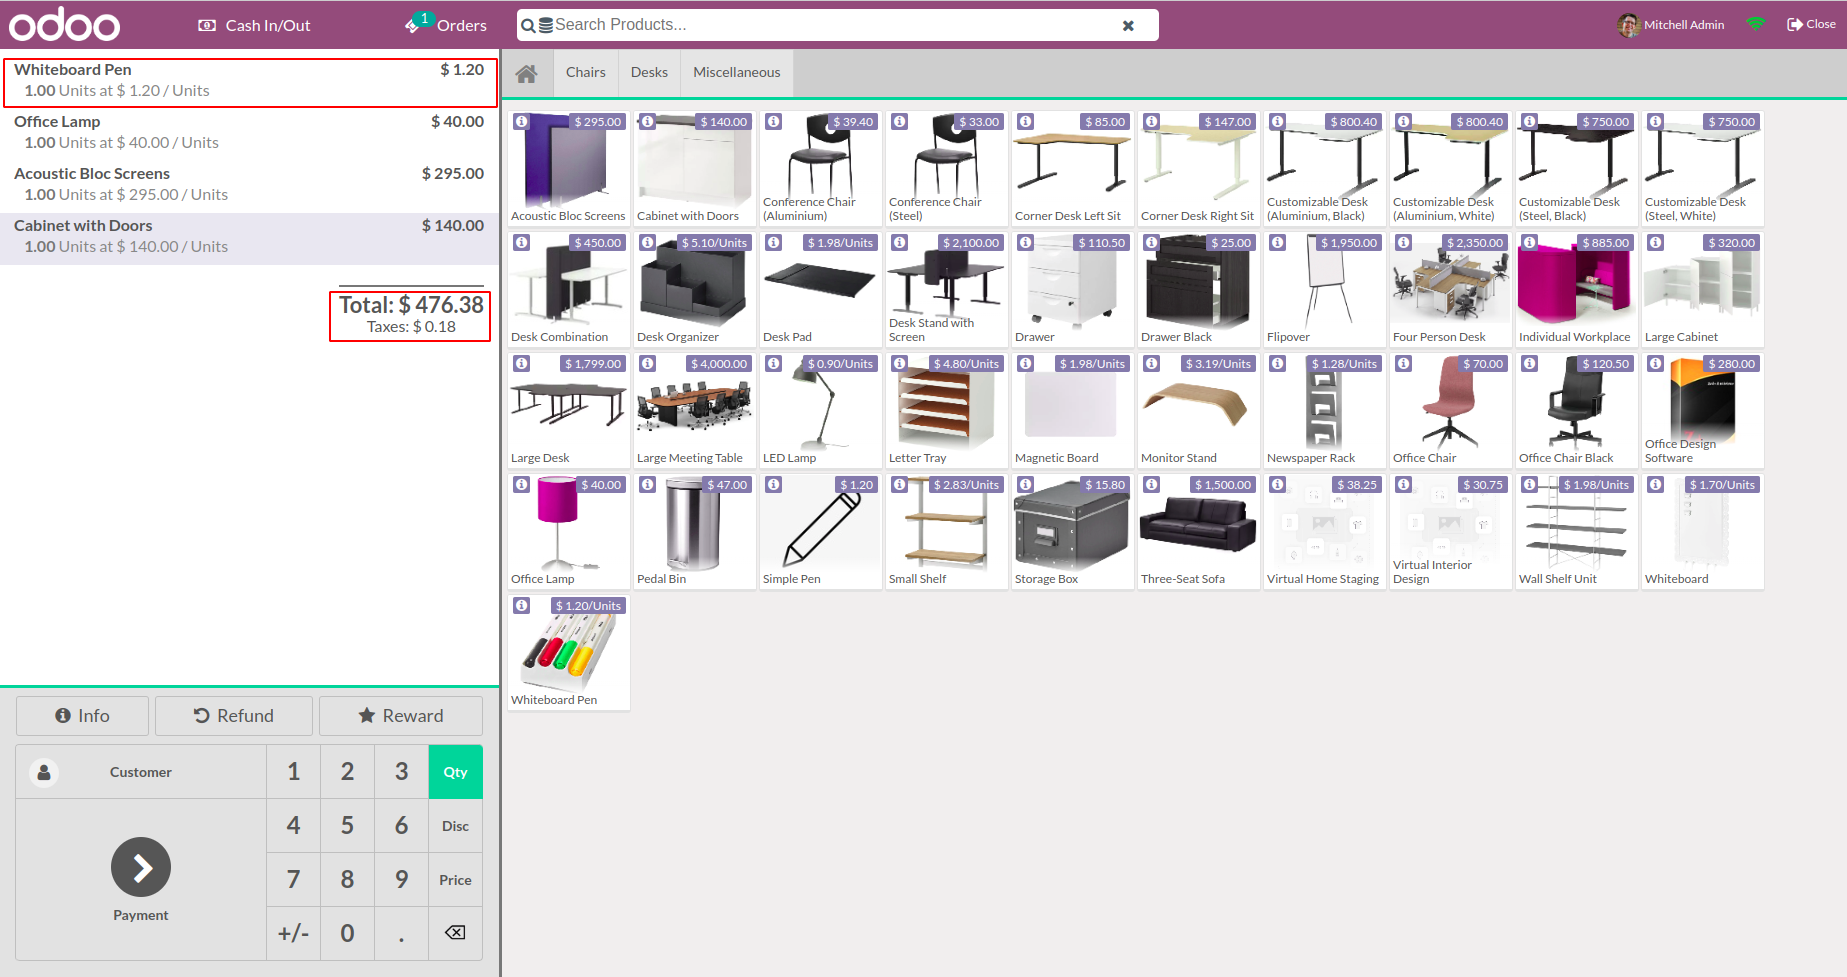 odoo
Cash In/Out
1
Orders
Search Products...
Mitchell Admin
Close
Whiteboard Pen $ 1.20
1.00 Units at $ 1.20 / Units
Office Lamp $ 40.00
1.00 Units at $ 40.00 / Units
Acoustic Bloc Screens $ 295.00
1.00 Units at $ 295.00 / Units
Cabinet with Doors $ 140.00
1.00 Units at $ 140.00 / Units
Total: $ 476.38
Taxes: $ 0.18
Info
Refund
Reward
Customer
1 2 3 Qty
4 5 6 Disc
7 8 9 Price
+/- 0 .
Payment
Chairs
Desks
Miscellaneous
$ 295.00
Acoustic Bloc Screens
$ 140.00
Cabinet with Doors
$ 39.40
Conference Chair
(Aluminium)
$ 33.00
Conference Chair
(Steel)
$ 85.00
Corner Desk Left Sit
$ 147.00
Corner Desk Right Sit
$ 800.40
Customizable Desk
(Aluminium, Black)
$ 800.40
Customizable Desk
(Aluminium, White)
$ 750.00
Customizable Desk
(Steel, Black)
$ 750.00
Customizable Desk
(Steel, White)
$ 450.00
Desk Combination
$ 5.10/Units
Desk Organizer
$ 1.98/Units
Desk Pad
$ 2,100.00
Desk Stand with
Screen
$ 110.50
Drawer
$ 25.00
Drawer Black
$ 1,950.00
Flipover
$ 2,350.00
Four Person Desk
$ 885.00
Individual Workplace
$ 320.00
Large Cabinet
$ 1,799.00
Large Desk
$ 4,000.00
Large Meeting Table
$ 0.90/Units
LED Lamp
$ 4.80/Units
Letter Tray
$ 1.98/Units
Magnetic Board
$ 3.19/Units
Monitor Stand
$ 1.28/Units
Newspaper Rack
$ 70.00
Office Chair
$ 120.50
Office Chair Black
$ 280.00
Office Design
Software
$ 40.00
Office Lamp
$ 47.00
Pedal Bin
$ 1.20
Simple Pen
$ 2.83/Units
Small Shelf
$ 15.80
Storage Box
$ 1,500.00
Three-Seat Sofa
$ 38.25
Virtual Home Staging
$ 30.75
Virtual Interior
Design
$ 1.98/Units
Wall Shelf Unit
$ 1.70/Units
Whiteboard
$ 1.20/Units
Whiteboard Pen